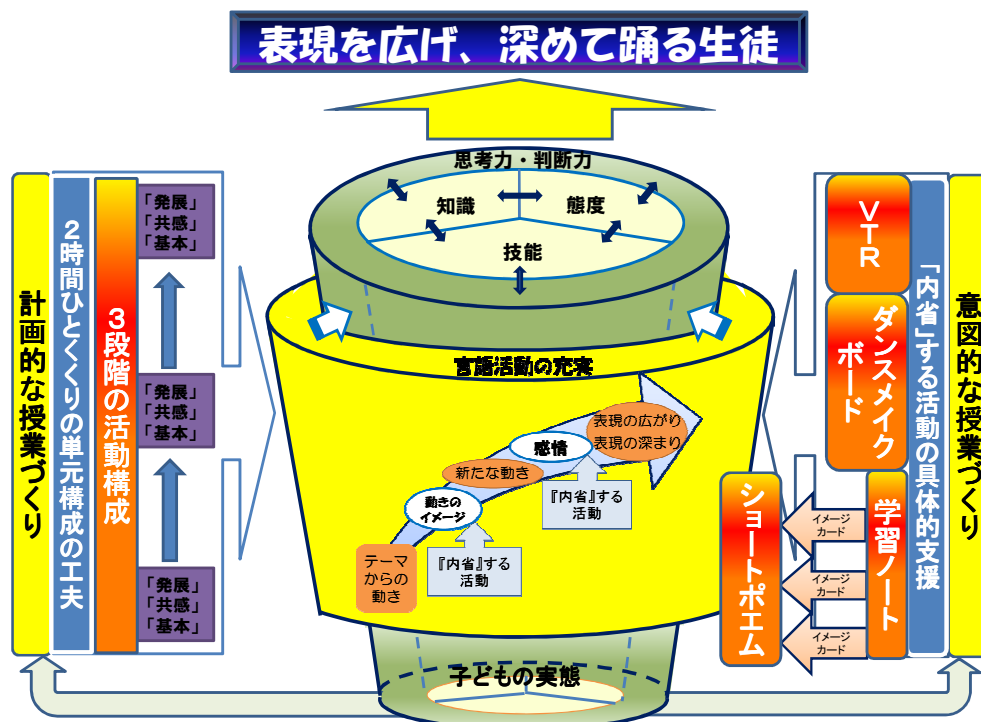 表現を広げ、深めて踊る生徒
計画的な授業づくり
2時間ひとくくりの単元構成の工夫
3段階の活動構成
「発展」
「共感」
「基本」
「発展」
「共感」
「基本」
「発展」
「共感」
「基本」
思考力・判断力
知識
態度
技能
言語活動の充実
表現の広がり
表現の深まり
感情
新たな動き
動きの
イメージ
テーマ
からの
動き
『内省』する
活動
『内省』する
活動
子どもの実態
VTR
ダンスメイク
ボード
学習ノート
イメージ
カード
イメージ
カード
イメージ
カード
ショートポエム
「内省」する活動の具体的支援
意図的な授業づくり